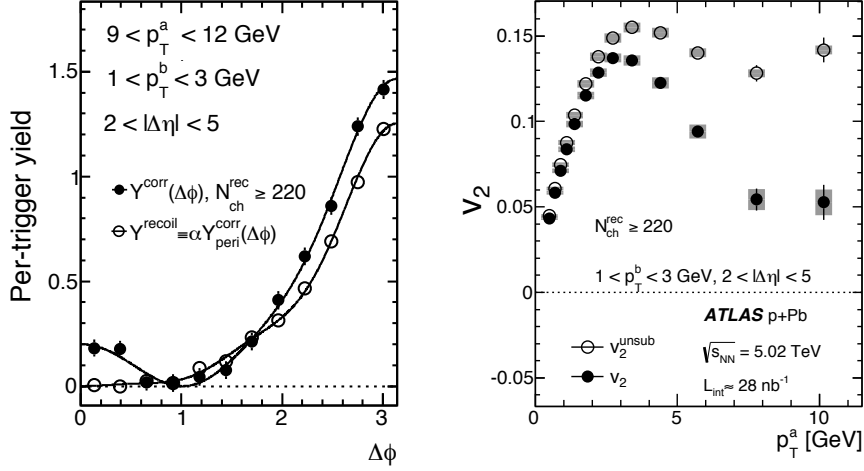 9 < p_T^a < 12 GeV
1 < p_T^b < 3 GeV
2 < |Δη| < 5
Y^corr(Δϕ), N_ch^rec ≥ 220
Y^recoil≡αY_peri^corr(Δϕ)
Per-trigger yield
1.5
1
0.5
0
0 1 2 3
Δϕ
v_2
0.15
0.1
0.05
0
-0.05
N_ch^rec ≥ 220
1 < p_T^b < 3 GeV, 2 < |Δη| < 5
ATLAS p+Pb
√s_NN = 5.02 TeV
L_int ≈ 28 nb^-1
v_2^unsub
v_2
0 5 10
p_T^a [GeV]